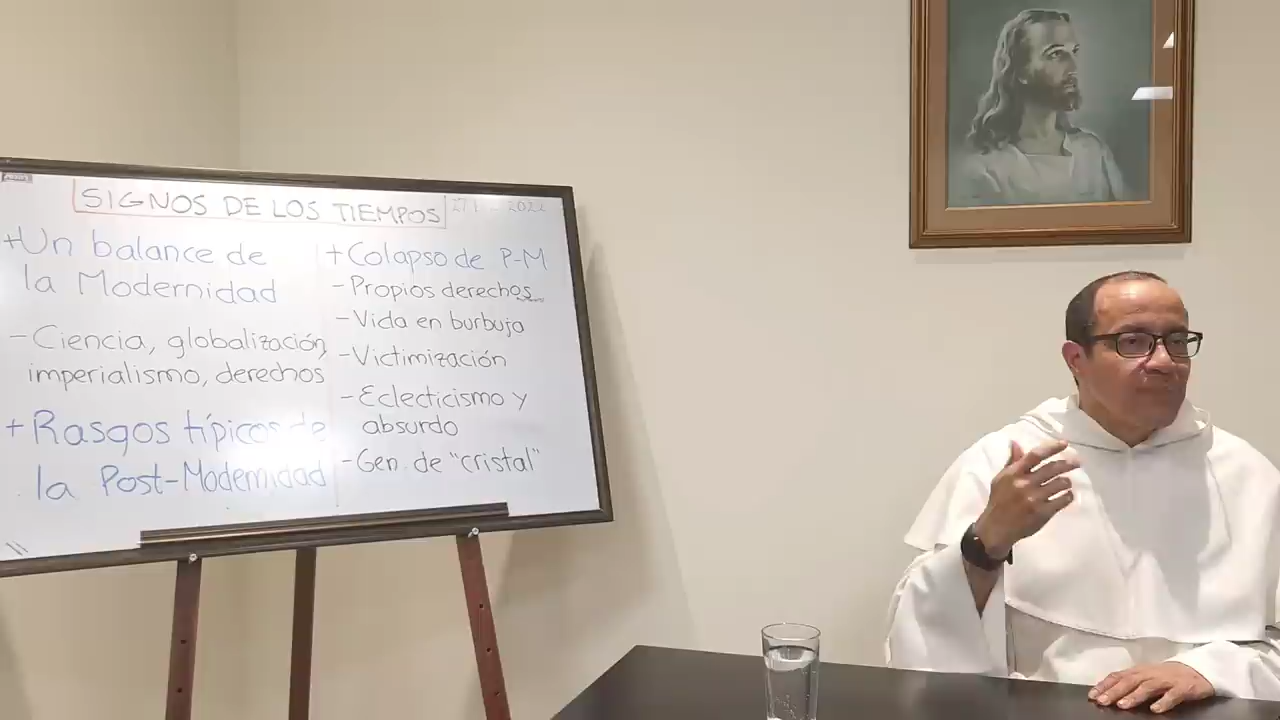 SIGNOS DE LOS TIEMPOS
+Un balance de
la Modernidad
-Ciencia, globalización,
imperialismo, derechos
+Rasgos típicos de
la Post-Modernidad
+Colapso de P-M
-Propios derechos
-Vida en burbuja
-Victimización
-Eclecticismo y
absurdo
-Gen. de "cristal"